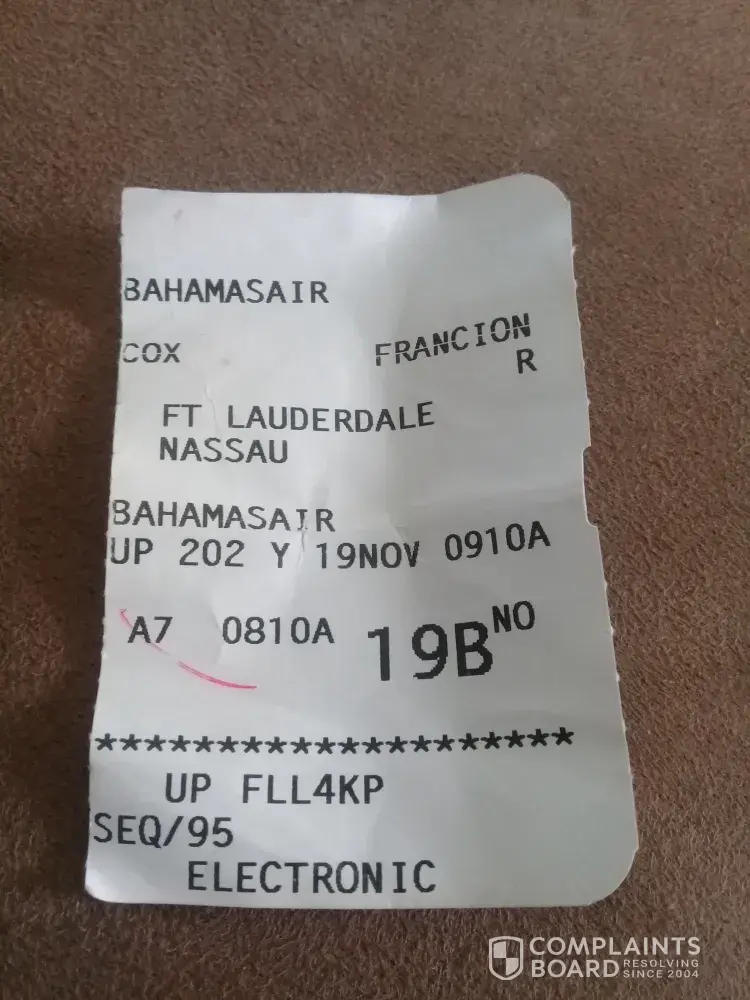 BAHAMASAIR
COX FRANCION
R
FT LAUDERDALE
NASSAU
BAHAMASAIR
UP 202 Y 19NOV 0910A
A7 0810A 19B NO
************************
UP FLL4KP
SEQ/95
ELECTRONIC
COMPLAINTS
BOARD RESOLVING
SINCE 2004